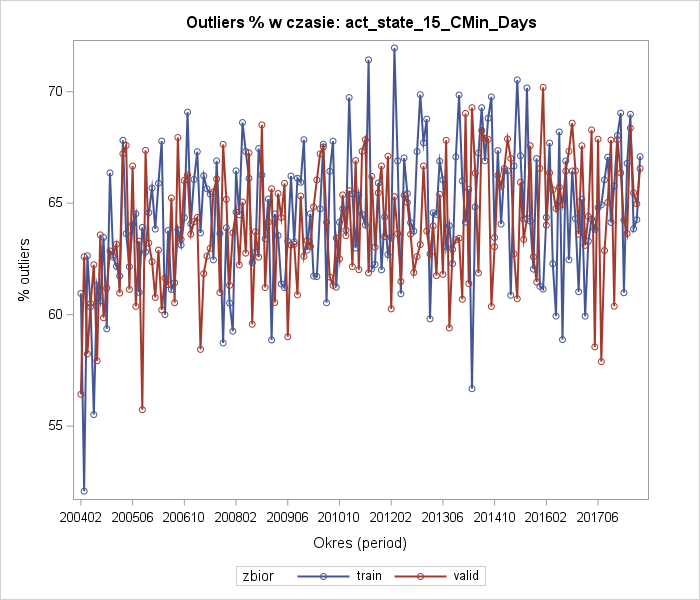 Outliers % w czasie: act_state_15_CMin_Days
% outliers
70
65
60
55
200402 200506 200610 200802 200906 201010 201202 201306 201410 201602 201706
Okres (period)
zbior train valid